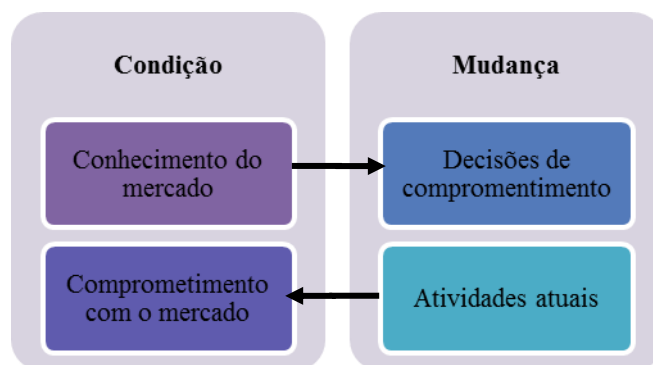 Condição
Mudança
Conhecimento do
mercado
Decisões de
compromentimento
Comprometimento
com o mercado
Atividades atuais